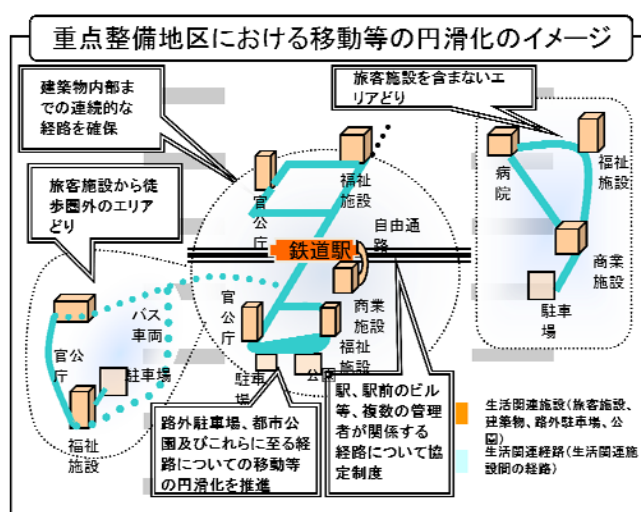 重点整備地区における移動等の円滑化のイメージ
建築物内部ま
での連続的な
経路を確保
旅客施設を含まないエ
リアどり
旅客施設から徒
歩圏外のエリア
どり
官公
庁
福祉
施設
自由通
路
鉄道駅
病
院
福祉
施設
商業
施設
駐車
場
バス
車両
官公
庁
駐車場
福祉
施設
官公
庁
商業
施設
福祉
施設
駐車
場
公園
路外駐車場、都市公
園及びこれらに至る経
路についての移動等
の円滑化を推進
駅、駅前のビル
等、複数の管理
者が関係する
経路について協
定制度
生活関連施設(旅客施設、
建築物、路外駐車場、公
園)
生活関連経路(生活関連施
設間の経路)